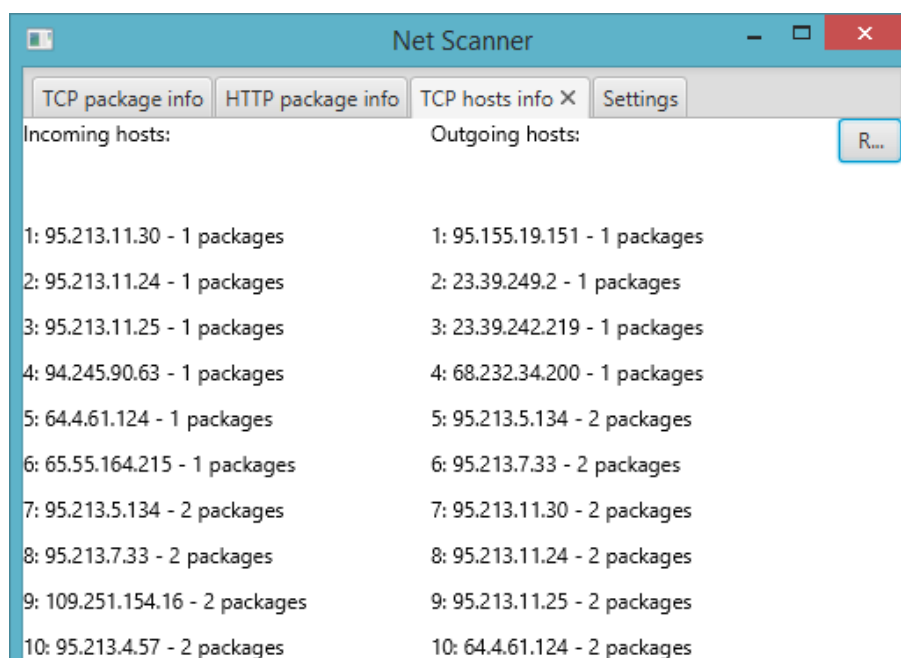 Net Scanner
TCP package info HTTP package info TCP hosts info Settings
Incoming hosts: Outgoing hosts: R...
1: 95.213.11.30 - 1 packages 1: 95.155.19.151 - 1 packages
2: 95.213.11.24 - 1 packages 2: 23.39.249.2 - 1 packages
3: 95.213.11.25 - 1 packages 3: 23.39.242.219 - 1 packages
4: 94.245.90.63 - 1 packages 4: 68.232.34.200 - 1 packages
5: 64.4.61.124 - 1 packages 5: 95.213.5.134 - 2 packages
6: 65.55.164.215 - 1 packages 6: 95.213.7.33 - 2 packages
7: 95.213.5.134 - 2 packages 7: 95.213.11.30 - 2 packages
8: 95.213.7.33 - 2 packages 8: 95.213.11.24 - 2 packages
9: 109.251.154.16 - 2 packages 9: 95.213.11.25 - 2 packages
10: 95.213.4.57 - 2 packages 10: 64.4.61.124 - 2 packages